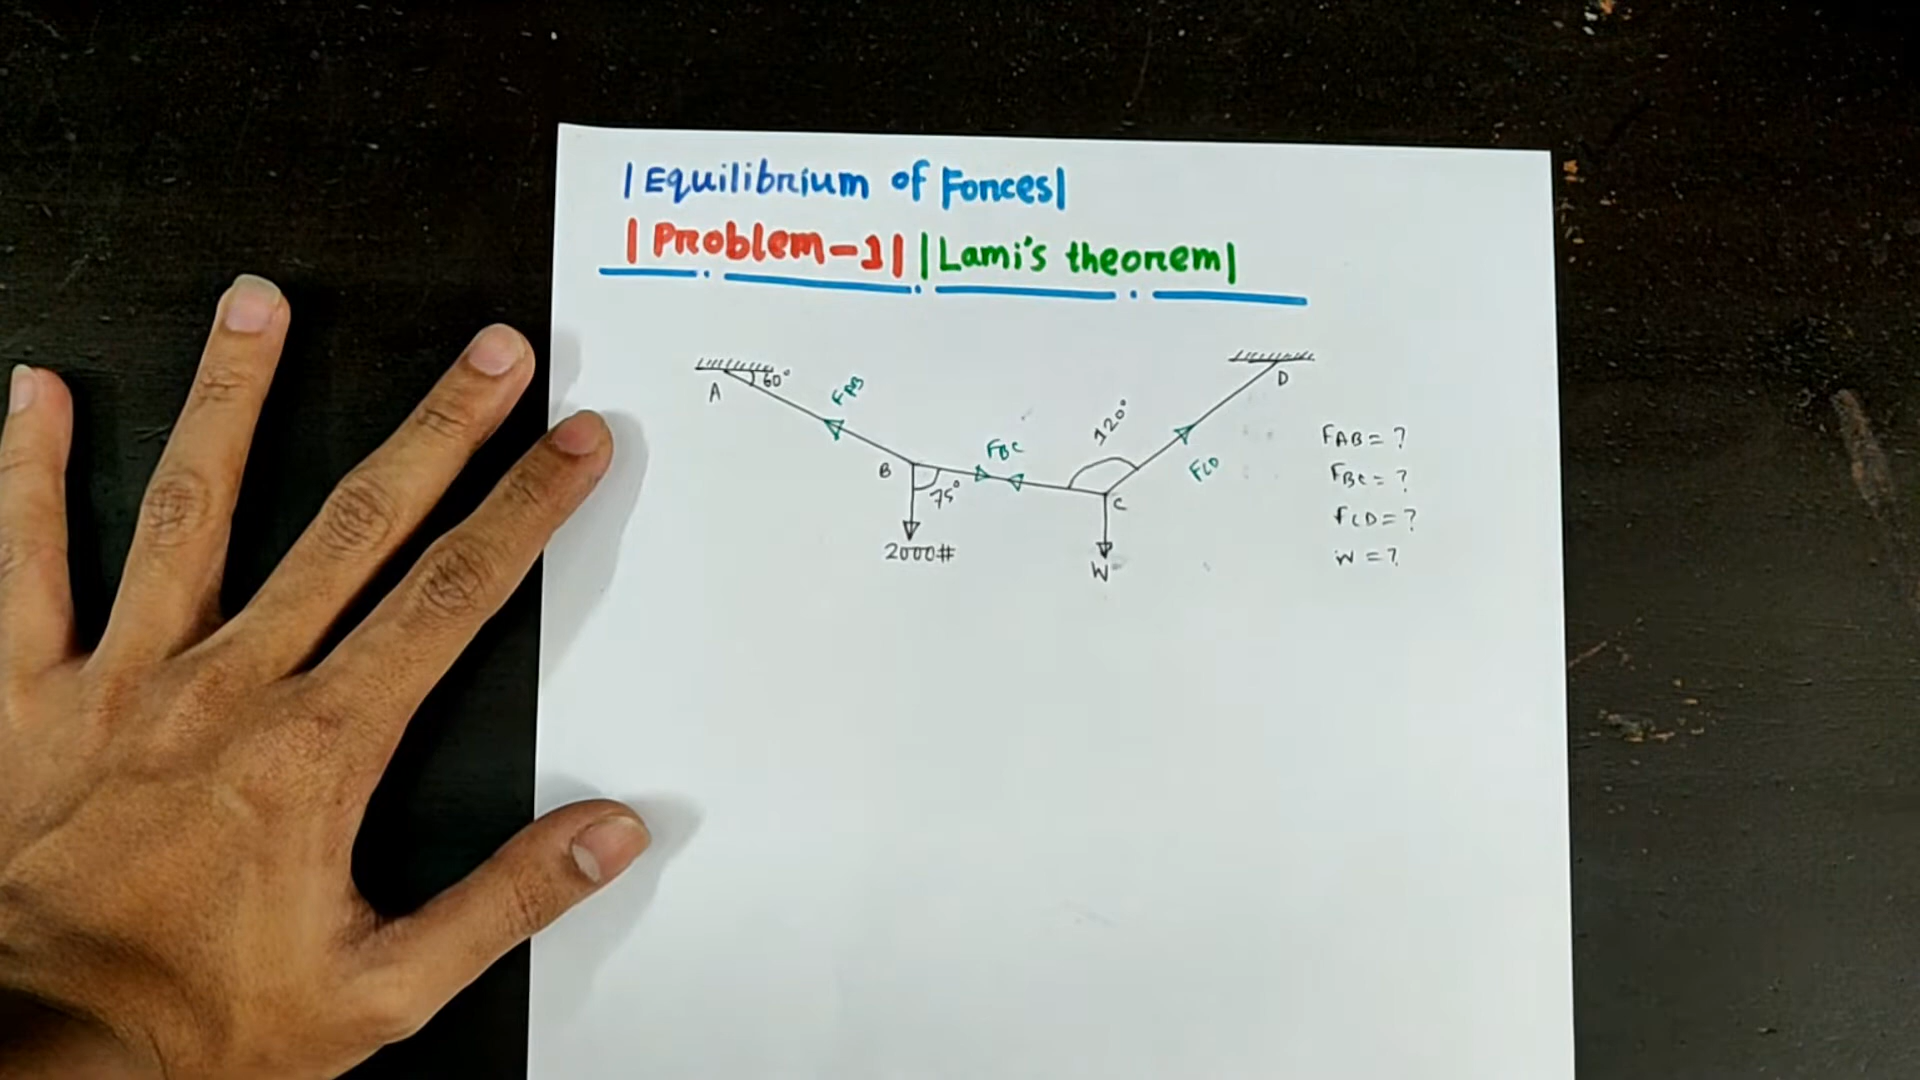 |Equilibrium of Forces|
|Problem-1| |Lami's theorem|
A
60°
FAB
B
75°
2000#
FBC
120°
C
W
FCD
D
FAB = ?
FBC = ?
FCD = ?
W = ?